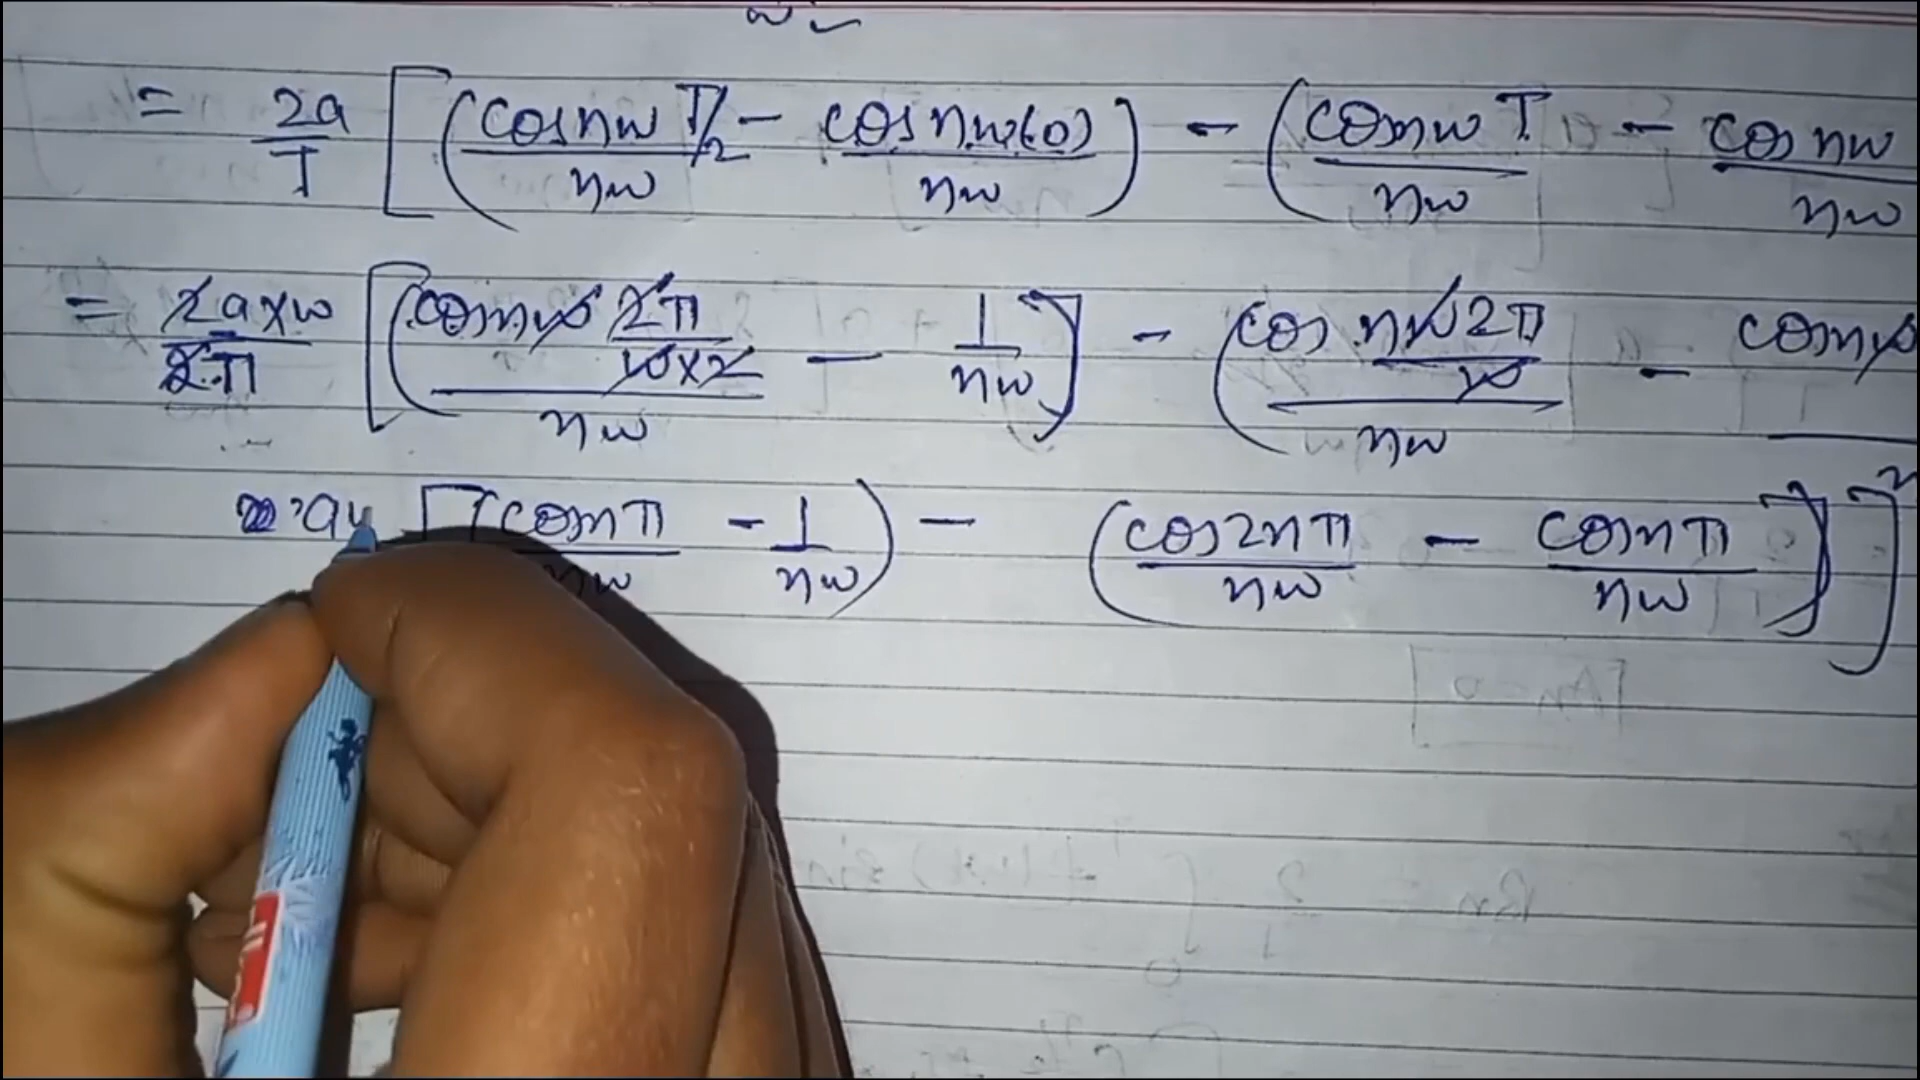 = 2a/T [ ( cos nω T/2 / nω - cos nω(0) / nω ) - ( cos nω T / nω - cos nω / nω
= 2a×ω / 2π [ ( cos nω 2π / ω×2 / nω - 1 / nω ) ] - ( cos nω 2π / ω / nω - cos nω
aω [ ( cos nπ / nω - 1 / nω ) - ( cos 2nπ / nω - cos nπ / nω ) ]